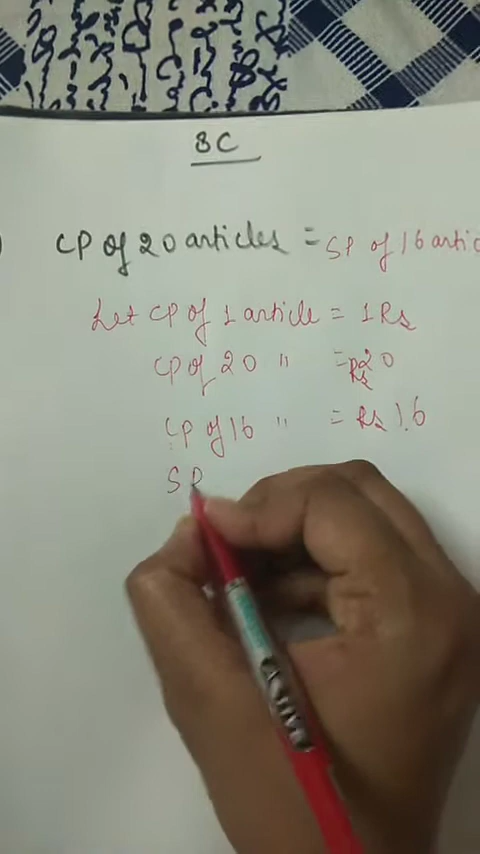 8C
CP of 20 articles = SP of 16 artic
Let CP of 1 article = 1 Rs
CP of 20 " = Rs 20
CP of 16 " = Rs 16
SP